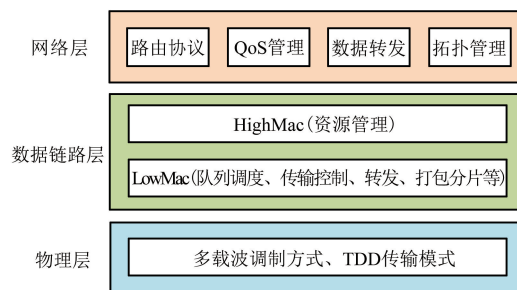 网络层
路由协议 QoS管理 数据转发 拓扑管理
数据链路层
HighMac(资源管理)
LowMac(队列调度、传输控制、转发、打包分片等)
物理层
多载波调制方式、TDD传输模式